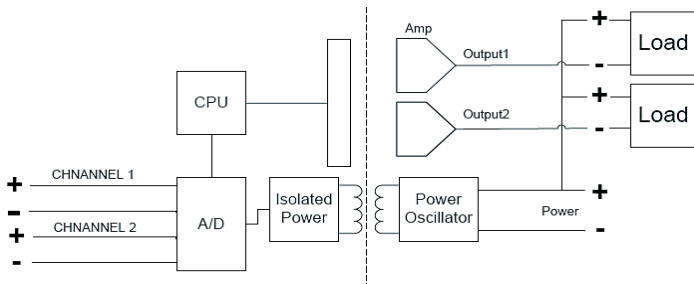 Amp
+
Load
Output1
-
CPU
+
Load
Output2
-
CHNANNEL 1
+
-
CHNANNEL 2
+
-
A/D
Isolated
Power
Power
Oscillator
+
Power
-